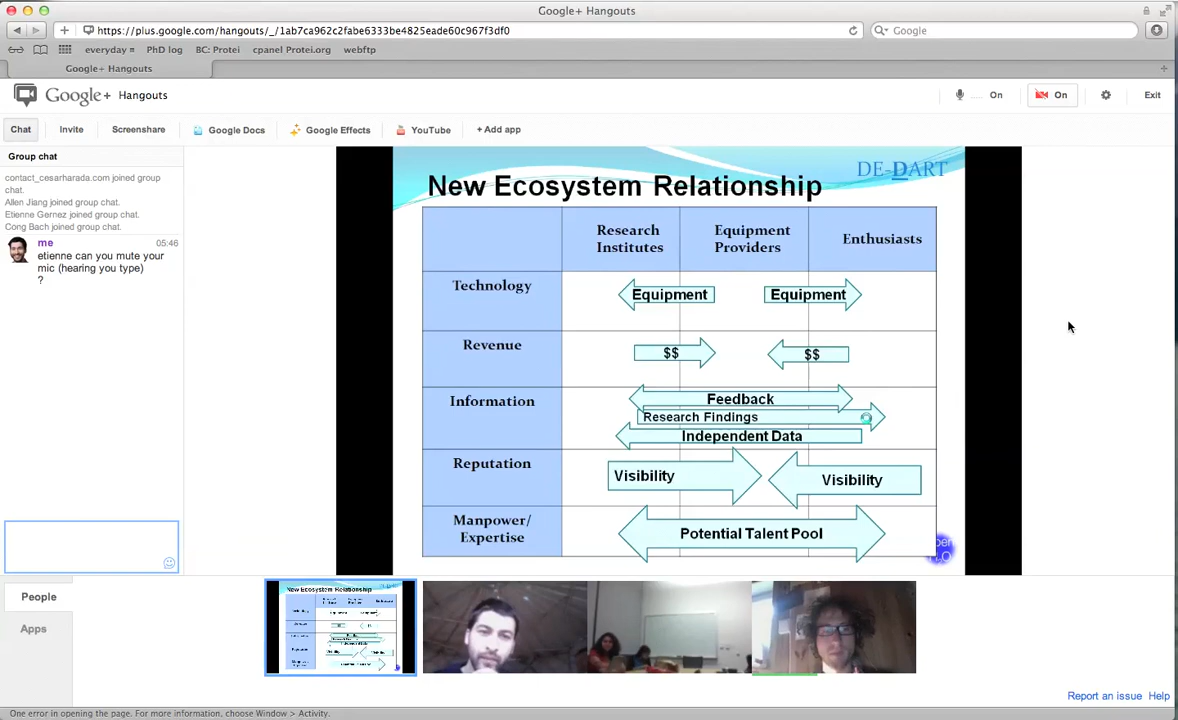 Google+ Hangouts
https://plus.google.com/hangouts/_/1ab7ca962c2fabe6333be4825eade60c967f3df0
Google
everyday
PhD log
BC: Protei
cpanel Protei.org
webftp
Google+ Hangouts
Google+ Hangouts
On
On
Exit
Chat
Invite
Screenshare
Google Docs
Google Effects
YouTube
+ Add app
Group chat
contact_cesarharada.com joined group
chat.
Allen Jiang joined group chat.
Etienne Gernez joined group chat.
Cong Bach joined group chat.
me 05:46
etienne can you mute your
mic (hearing you type)
?
DE-DART
New Ecosystem Relationship
Research
Institutes
Equipment
Providers
Enthusiasts
Technology
Equipment
Equipment
Revenue
$$
$$
Information
Feedback
Research Findings
Independent Data
Reputation
Visibility
Visibility
Manpower/
Expertise
Potential Talent Pool
People
Apps
New Ecosystem Relationship
Report an issue Help
One error in opening the page. For more information, choose Window > Activity.